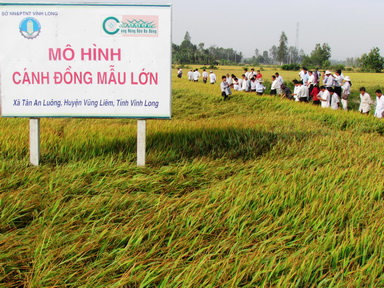 SỞ NN&PTNT VĨNH LONG
MÔ HÌNH
CÁNH ĐỒNG MẪU LỚN
Xã Tân An Luông, Huyện Vũng Liêm, Tỉnh Vĩnh Long